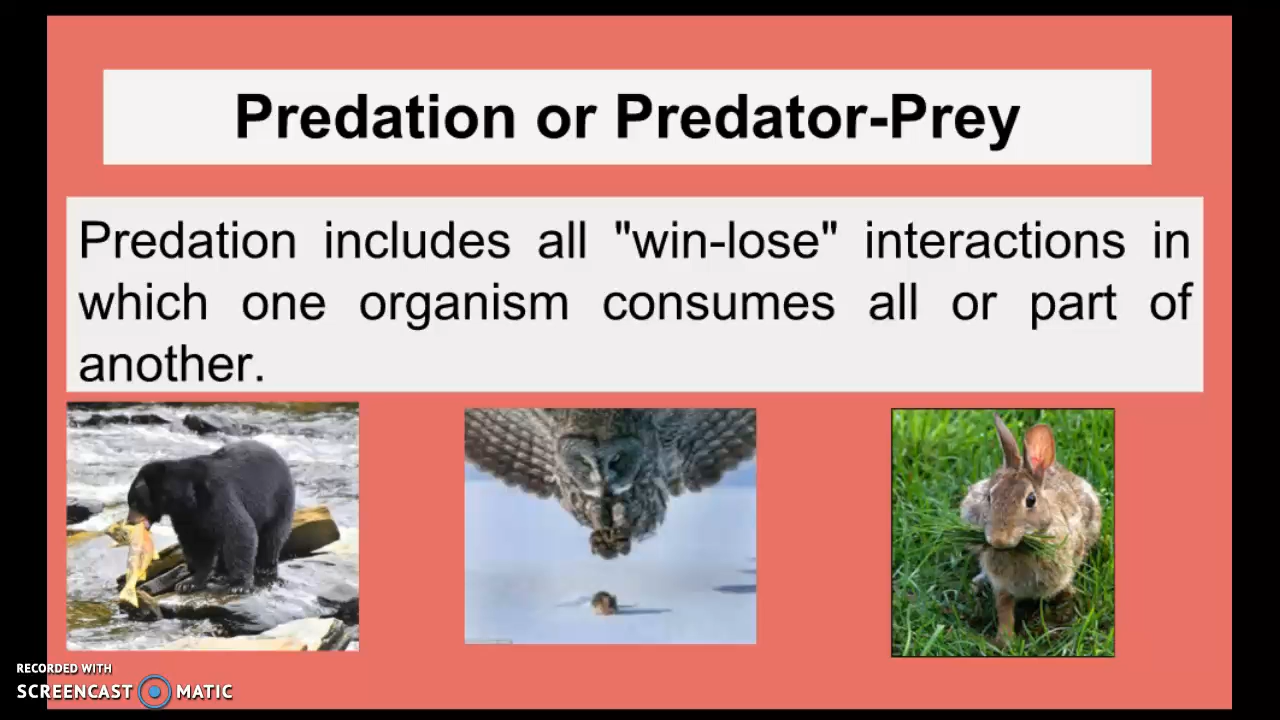 Predation or Predator-Prey
Predation includes all "win-lose" interactions in
which one organism consumes all or part of
another.
RECORDED WITH
SCREENCAST MATIC